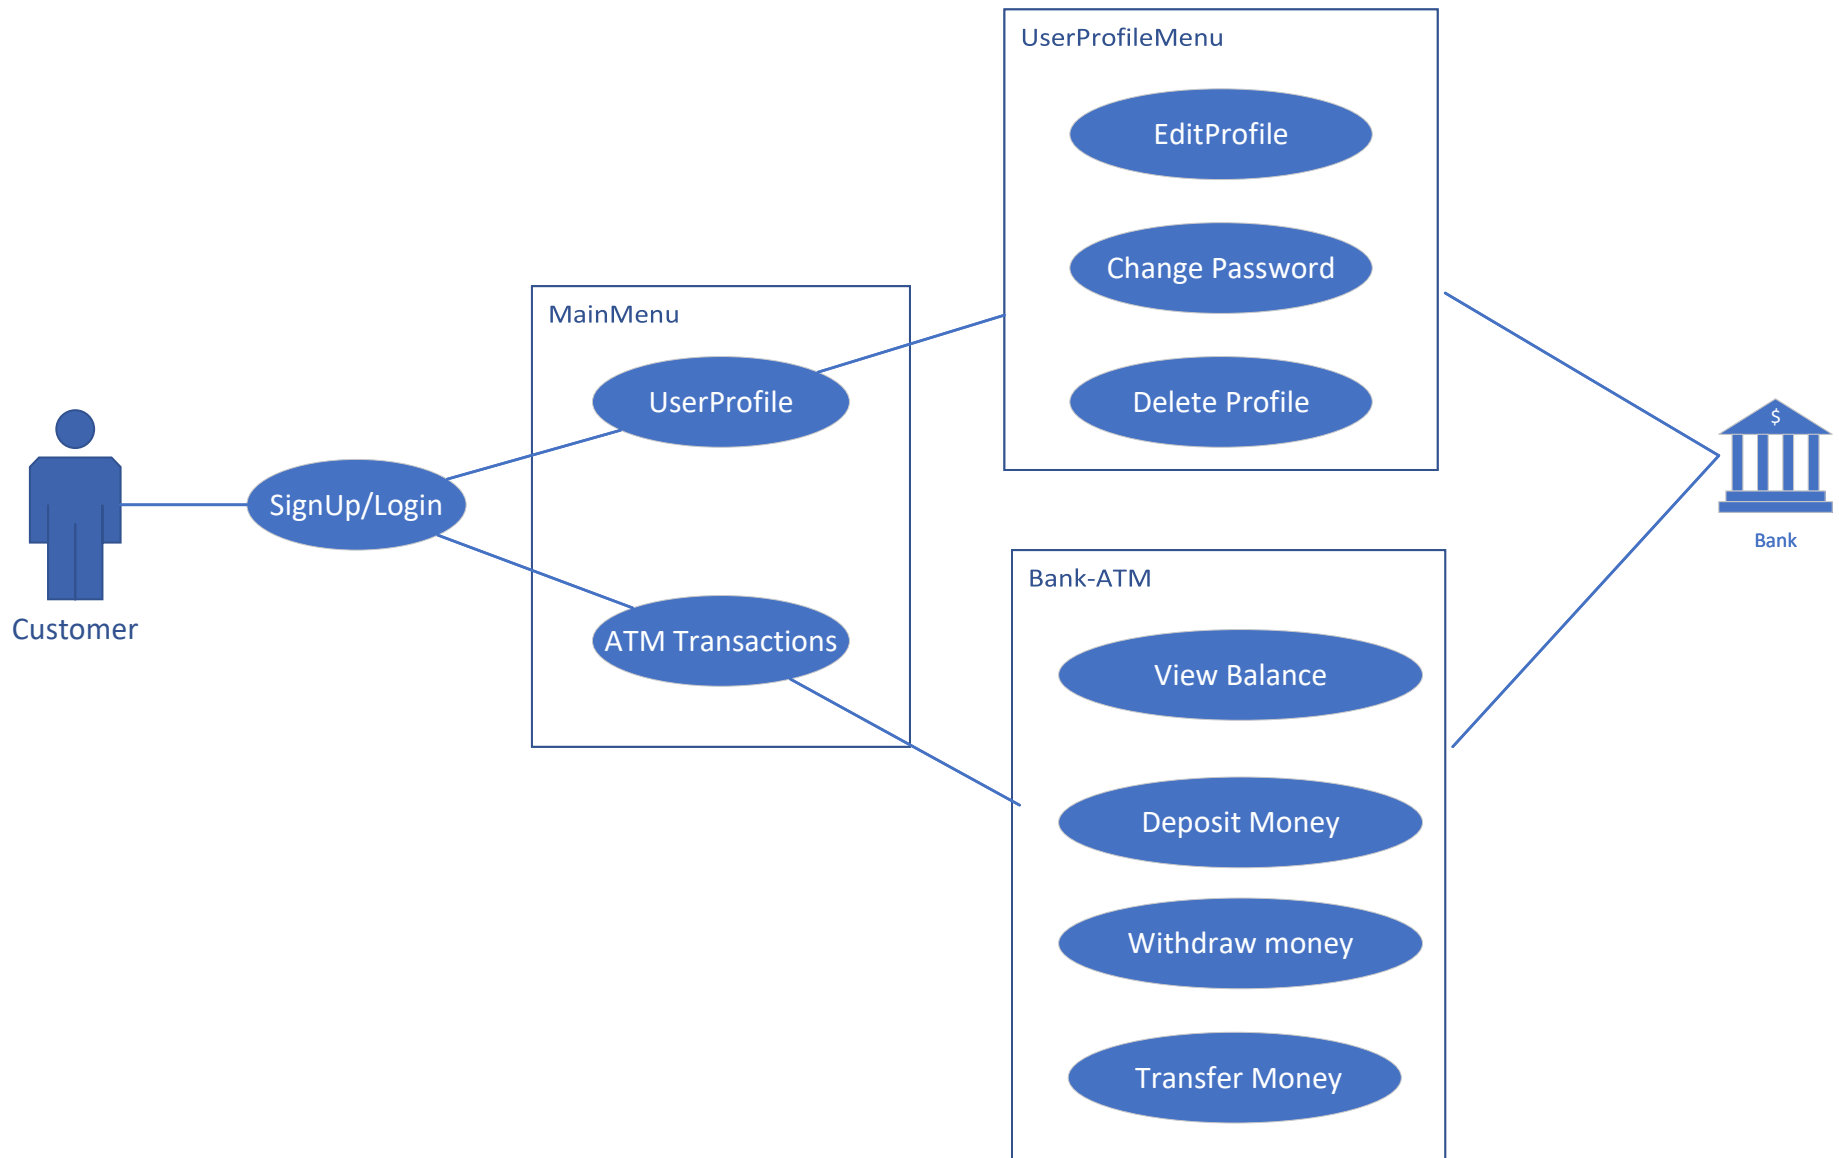 UserProfileMenu
EditProfile
Change Password
Delete Profile
MainMenu
UserProfile
ATM Transactions
SignUp/Login
Customer
$
Bank
Bank-ATM
View Balance
Deposit Money
Withdraw money
Transfer Money